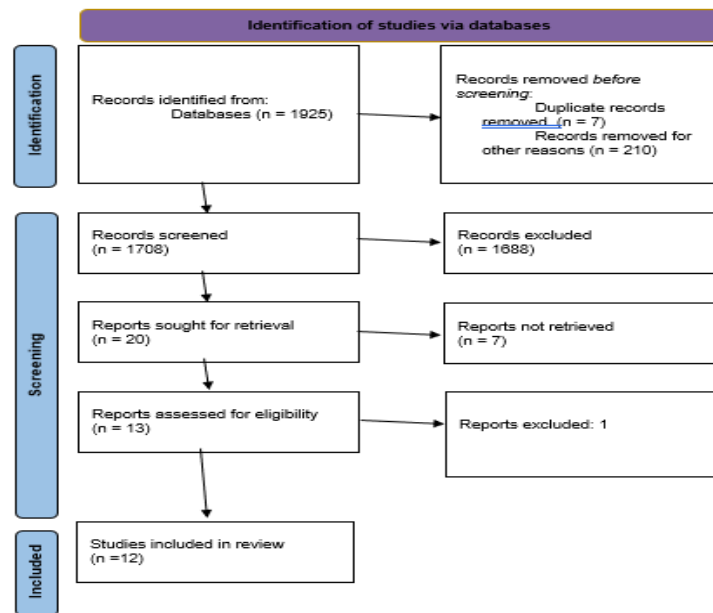 Identification of studies via databases
Identification
Records identified from:
Databases (n = 1925)
Records removed before
screening:
Duplicate records
removed (n = 7)
Records removed for
other reasons (n = 210)
Screening
Records screened
(n = 1708)
Records excluded
(n = 1688)
Reports sought for retrieval
(n = 20)
Reports not retrieved
(n = 7)
Reports assessed for eligibility
(n = 13)
Reports excluded: 1
Included
Studies included in review
(n =12)